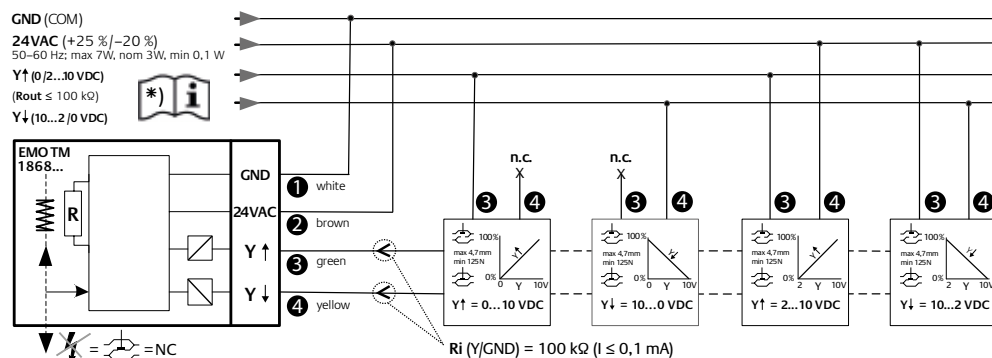 GND (COM)
24VAC (+25 %/–20 %)
50–60 Hz; max 7W, nom 3W, min 0,1 W
Y↑ (0/2...10 VDC)
(Rout ≤ 100 kΩ)
Y↓ (10...2/0 VDC)
*) i
EMO TM
1868...
R
GND
1 white
24VAC
2 brown
Y ↑
3 green
Y ↓
4 yellow
= = NC
n.c.
X
3 4
100%
max 4,7mm
min 125N
0%
Y
0 Y 10V
Y↑ = 0...10 VDC
n.c.
X
3 4
100%
max 4,7mm
min 125N
0%
Y
0 Y 10V
Y↓ = 10...0 VDC
3 4
100%
max 4,7mm
min 125N
0%
Y
2 Y 10V
Y↑ = 2...10 VDC
3 4
100%
max 4,7mm
min 125N
0%
Y
2 Y 10V
Y↓ = 10...2 VDC
Ri (Y/GND) = 100 kΩ (I ≤ 0,1 mA)